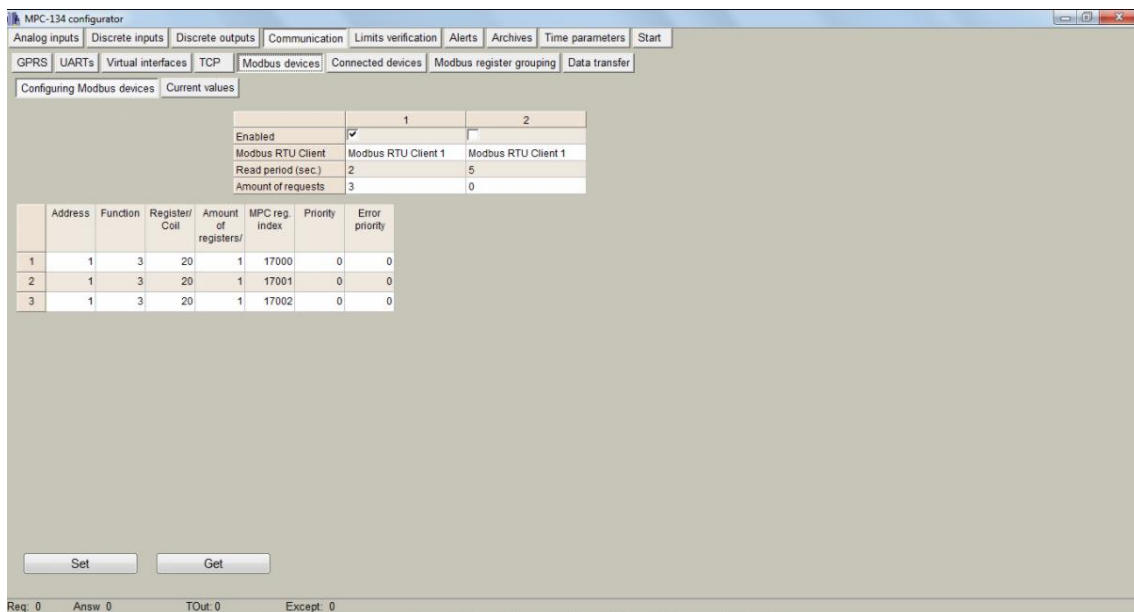 MPC-134 configurator
Analog inputs Discrete inputs Discrete outputs Communication Limits verification Alerts Archives Time parameters Start
GPRS UARTs Virtual interfaces TCP Modbus devices Connected devices Modbus register grouping Data transfer
Configuring Modbus devices Current values
1 2
Enabled
Modbus RTU Client Modbus RTU Client 1 Modbus RTU Client 1
Read period (sec.) 2 5
Amount of requests 3 0
Address Function Register/ Amount MPC reg. Priority Error
Coil of index priority
registers/
1 1 3 20 1 17000 0 0
2 1 3 20 1 17001 0 0
3 1 3 20 1 17002 0 0
Set Get
Req: 0 Answ 0 TOut: 0 Except: 0